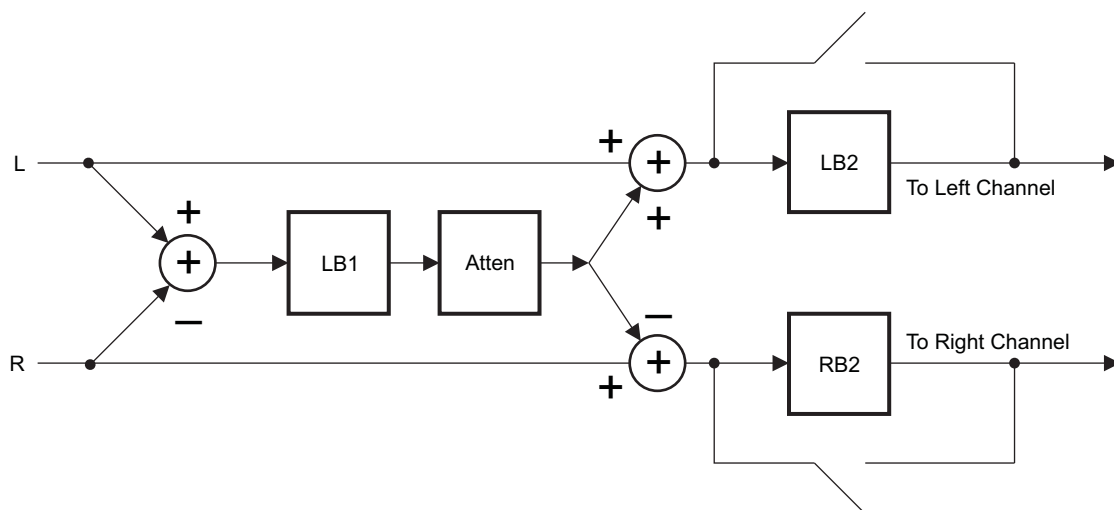 L
R
+
+
−
LB1
Atten
+
+
+
−
+
+
LB2
To Left Channel
RB2
To Right Channel